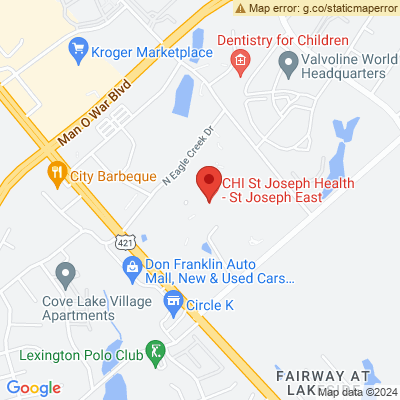 Map error: g.co/staticmaperror
Kroger Marketplace
Dentistry for Children
Valvoline World
Headquarters
Man O War Blvd
N Eagle Creek Dr
City Barbeque
CHI St Joseph Health
- St Joseph East
421
Don Franklin Auto
Mall, New & Used Cars...
Cove Lake Village
Apartments
Circle K
Lexington Polo Club
FAIRWAY AT
LAKESIDE
Google
Map data ©2024